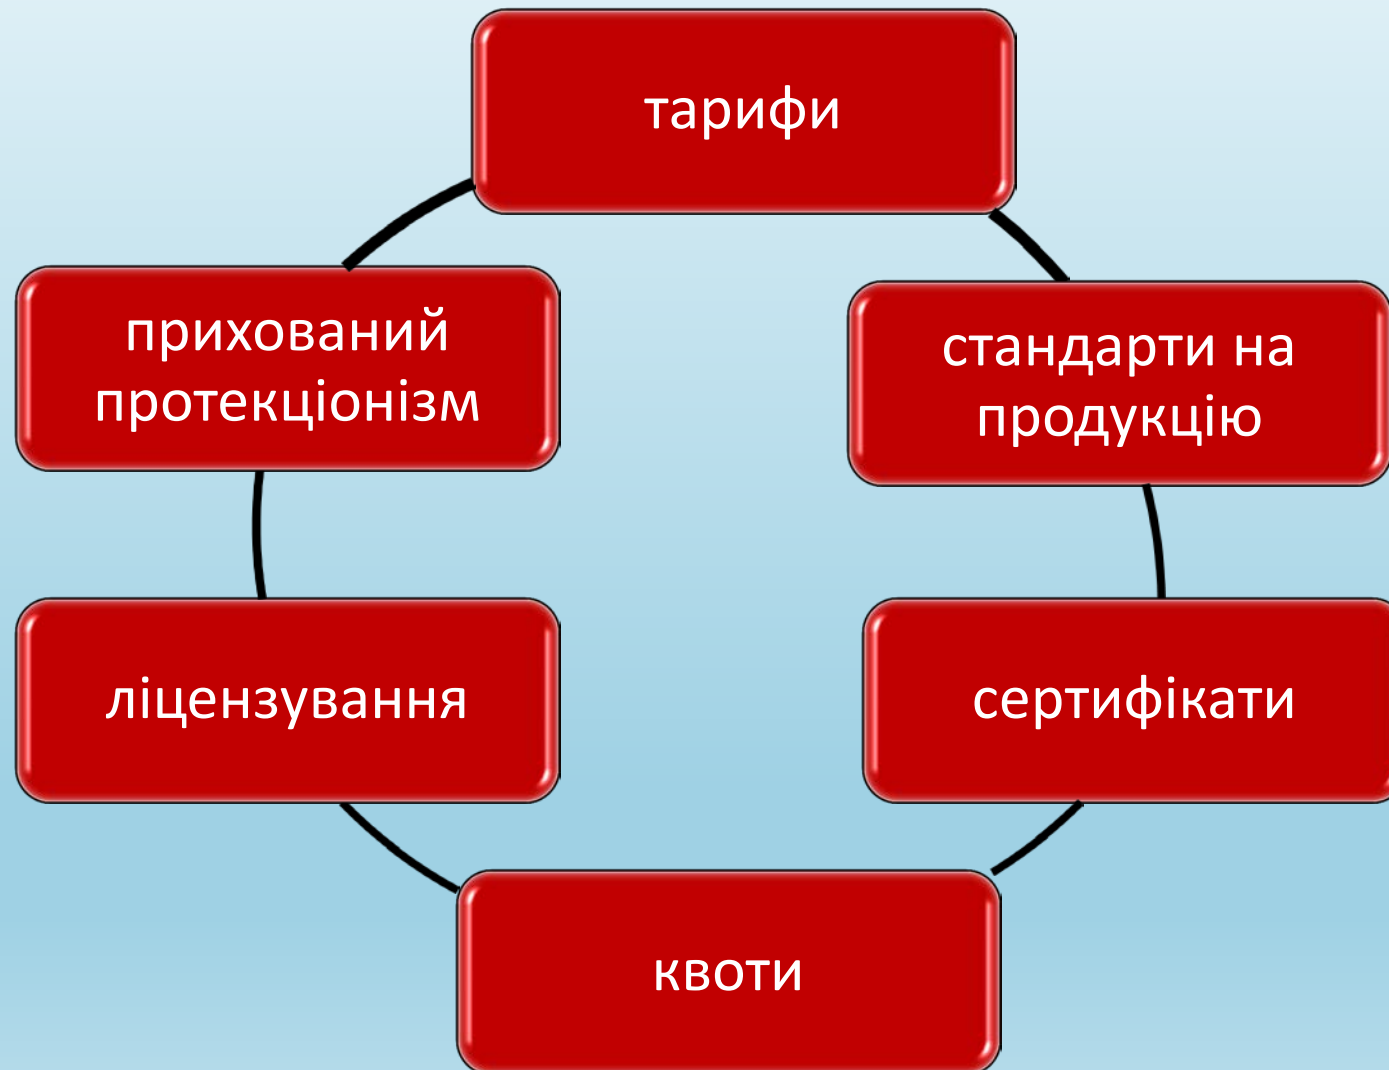 тарифи
прихований
протекціонізм
стандарти на
продукцію
ліцензування
сертифікати
квоти